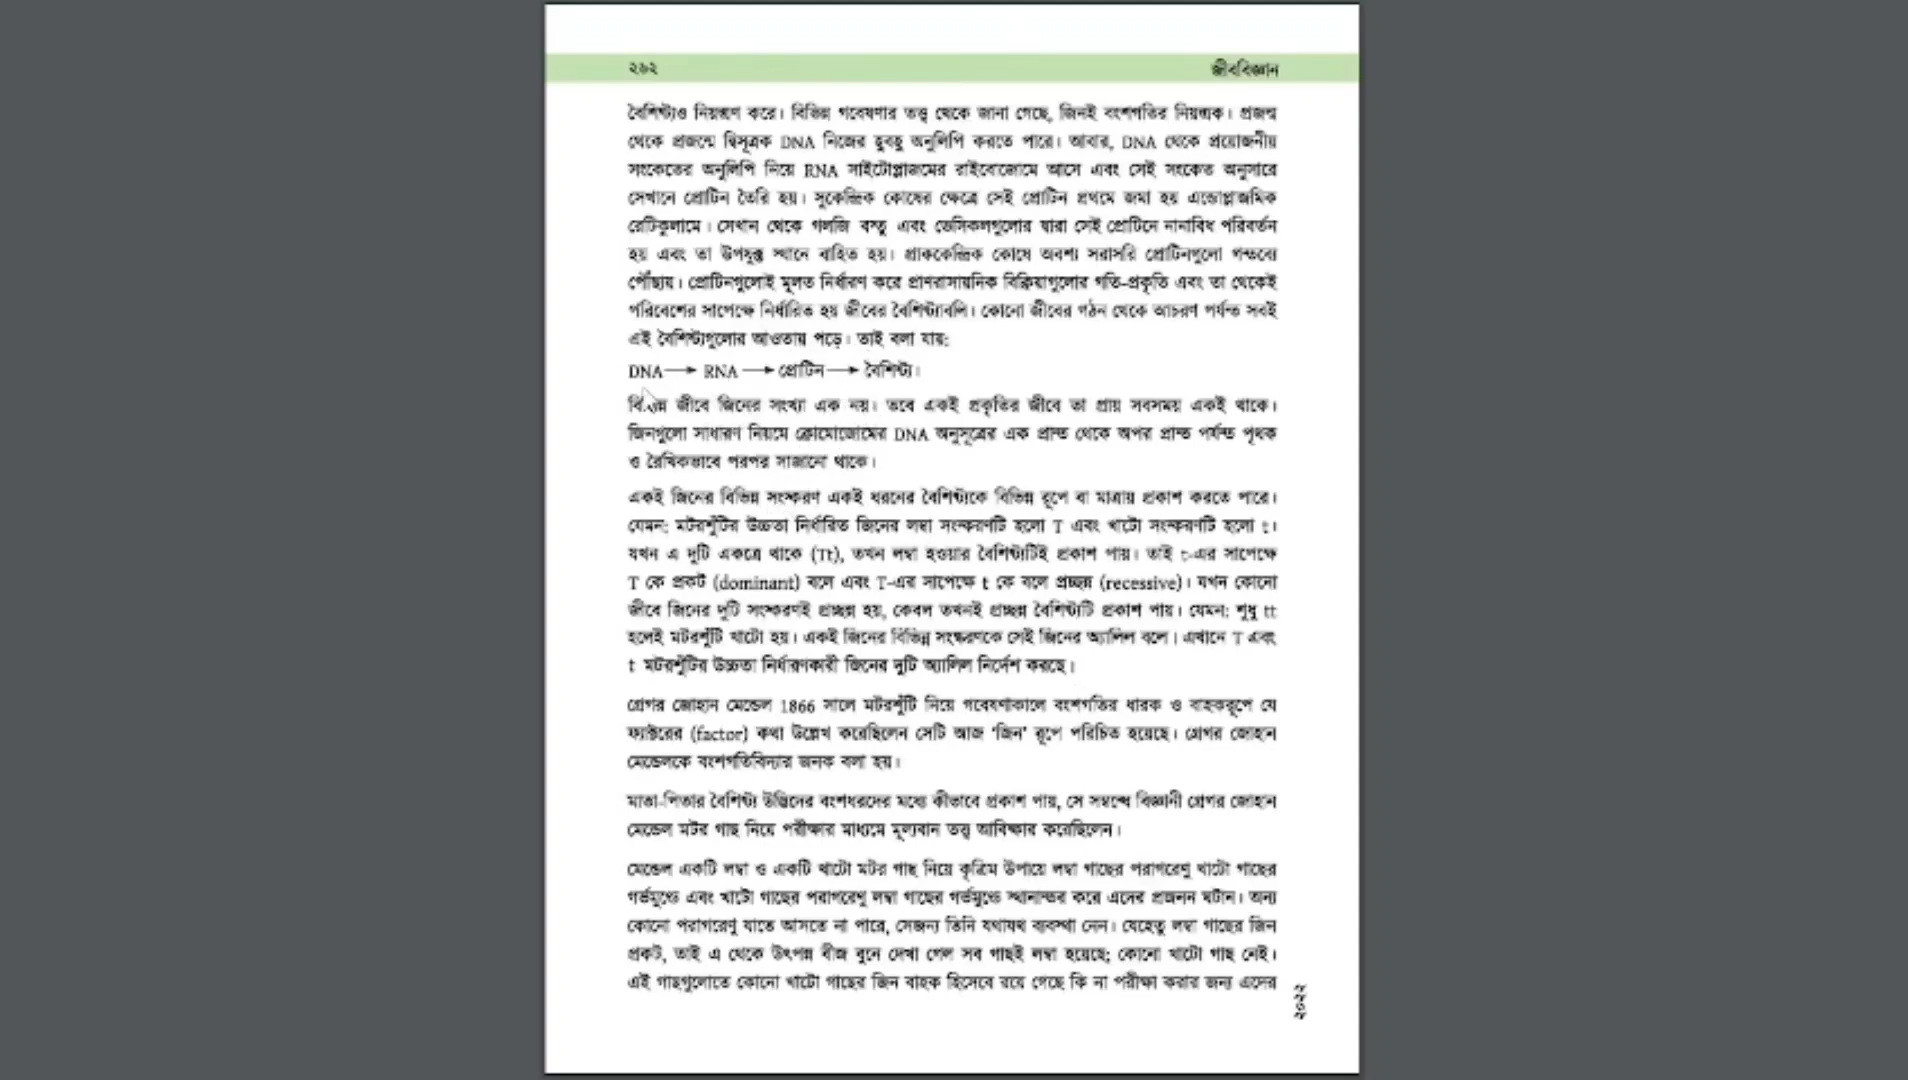 ২৬২
জীববিজ্ঞান
বৈশিষ্ট্যও নিয়ন্ত্রণ করে। বিভিন্ন গবেষণার তত্ত্ব থেকে জানা গেছে, জিনই বংশগতির নিয়ন্ত্রক। প্রজন্ম
থেকে প্রজন্মে দ্বিসূত্রক DNA নিজের হুবহু অনুলিপি করতে পারে। আবার, DNA থেকে প্রয়োজনীয়
সংকেতের অনুলিপি নিয়ে RNA সাইটোপ্লাজমের রাইবোজোমে আসে এবং সেই সংকেত অনুসারে
সেখানে প্রোটিন তৈরি হয়। সুকেন্দ্রিক কোষের ক্ষেত্রে সেই প্রোটিন প্রথমে জমা হয় এন্ডোপ্লাজমিক
রেটিকুলামে। সেখান থেকে গলজি বস্তু এবং ভেসিকলগুলোর দ্বারা সেই প্রোটিনে নানাবিধ পরিবর্তন
হয় এবং তা উপযুক্ত স্থানে বাহিত হয়। প্রাককেন্দ্রিক কোষে অবশ্য সরাসরি প্রোটিনগুলো গন্তব্যে
পৌঁছায়। প্রোটিনগুলোই মূলত নির্ধারণ করে প্রাণরাসায়নিক বিক্রিয়াগুলোর গতি-প্রকৃতি এবং তা থেকেই
পরিবেশের সাপেক্ষে নির্ধারিত হয় জীবের বৈশিষ্ট্যাবলি। কোনো জীবের গঠন থেকে আচরণ পর্যন্ত সবই
এই বৈশিষ্ট্যগুলোর আওতায় পড়ে। তাই বলা যায়:
DNA→ RNA →প্রোটিন→ বৈশিষ্ট্য।
বিভিন্ন জীবে জিনের সংখ্যা এক নয়। তবে একই প্রকৃতির জীবে তা প্রায় সবসময় একই থাকে।
জিনগুলো সাধারণ নিয়মে ক্রোমোজোমের DNA অনুসূত্রের এক প্রান্ত থেকে অপর প্রান্ত পর্যন্ত পৃথক
ও রৈখিকভাবে পরপর সাজানো থাকে।
একই জিনের বিভিন্ন সংস্করণ একই ধরনের বৈশিষ্ট্যকে বিভিন্ন রূপে বা মাত্রায় প্রকাশ করতে পারে।
যেমন: মটরশুঁটির উচ্চতা নির্ধারিত জিনের লম্বা সংস্করণটি হলো T এবং খাটো সংস্করণটি হলো t।
যখন এ দুটি একত্রে থাকে (Tt), তখন লম্বা হওয়ার বৈশিষ্ট্যটিই প্রকাশ পায়। তাই t-এর সাপেক্ষে
T কে প্রকট (dominant) বলে এবং T-এর সাপেক্ষে t কে বলে প্রচ্ছন্ন (recessive)। যখন কোনো
জীবে জিনের দুটি সংস্করণই প্রচ্ছন্ন হয়, কেবল তখনই প্রচ্ছন্ন বৈশিষ্ট্যটি প্রকাশ পায়। যেমন: শুধু tt
হলেই মটরশুঁটি খাটো হয়। একই জিনের বিভিন্ন সংস্করণকে সেই জিনের অ্যালিল বলে। এখানে T এবং
t মটরশুঁটির উচ্চতা নির্ধারণকারী জিনের দুটি অ্যালিল নির্দেশ করছে।
গ্রেগর জোহান মেন্ডেল 1866 সালে মটরশুঁটি নিয়ে গবেষণাকালে বংশগতির ধারক ও বাহকরূপে যে
ফ্যাক্টরের (factor) কথা উল্লেখ করেছিলেন সেটি আজ 'জিন' রূপে পরিচিত হয়েছে। গ্রেগর জোহান
মেন্ডেলকে বংশগতিবিদ্যার জনক বলা হয়।
মাতা-পিতার বৈশিষ্ট্য উদ্ভিদের বংশধরদের মধ্যে কীভাবে প্রকাশ পায়, সে সম্বন্ধে বিজ্ঞানী গ্রেগর জোহান
মেন্ডেল মটর গাছ নিয়ে পরীক্ষার মাধ্যমে মূল্যবান তত্ত্ব আবিষ্কার করেছিলেন।
মেন্ডেল একটি লম্বা ও একটি খাটো মটর গাছ নিয়ে কৃত্রিম উপায়ে লম্বা গাছের পরাগরেণু খাটো গাছের
গর্ভমুণ্ডে এবং খাটো গাছের পরাগরেণু লম্বা গাছের গর্ভমুণ্ডে স্থানান্তর করে এদের প্রজনন ঘটান। অন্য
কোনো পরাগরেণু যাতে আসতে না পারে, সেজন্য তিনি যথাযথ ব্যবস্থা নেন। যেহেতু লম্বা গাছের জিন
প্রকট, তাই এ থেকে উৎপন্ন বীজ বুনে দেখা গেল সব গাছই লম্বা হয়েছে; কোনো খাটো গাছ নেই।
এই গাছগুলোতে কোনো খাটো গাছের জিন বাহক হিসেবে রয়ে গেছে কি না পরীক্ষা করার জন্য এদের
২০২২